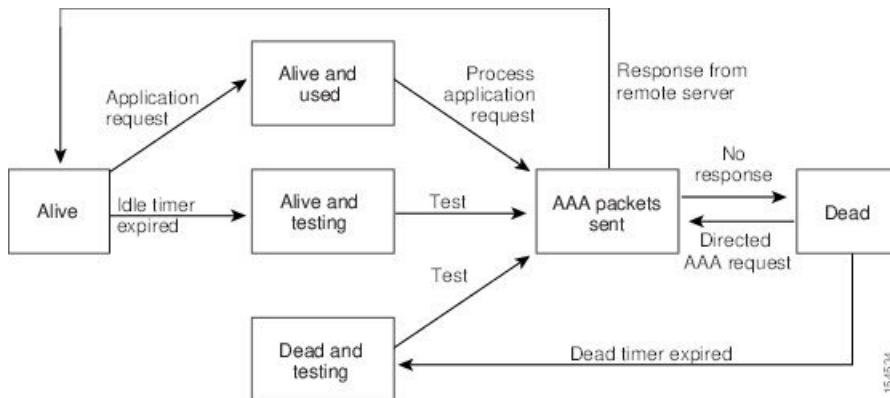 Alive and
used
Process
application
request
Response from
remote server
Application
request
No
response
Alive
Idle timer
expired
Alive and
testing
Test
AAA packets
sent
Dead
Directed
AAA request
Test
Dead and
testing
Dead timer expired
154534